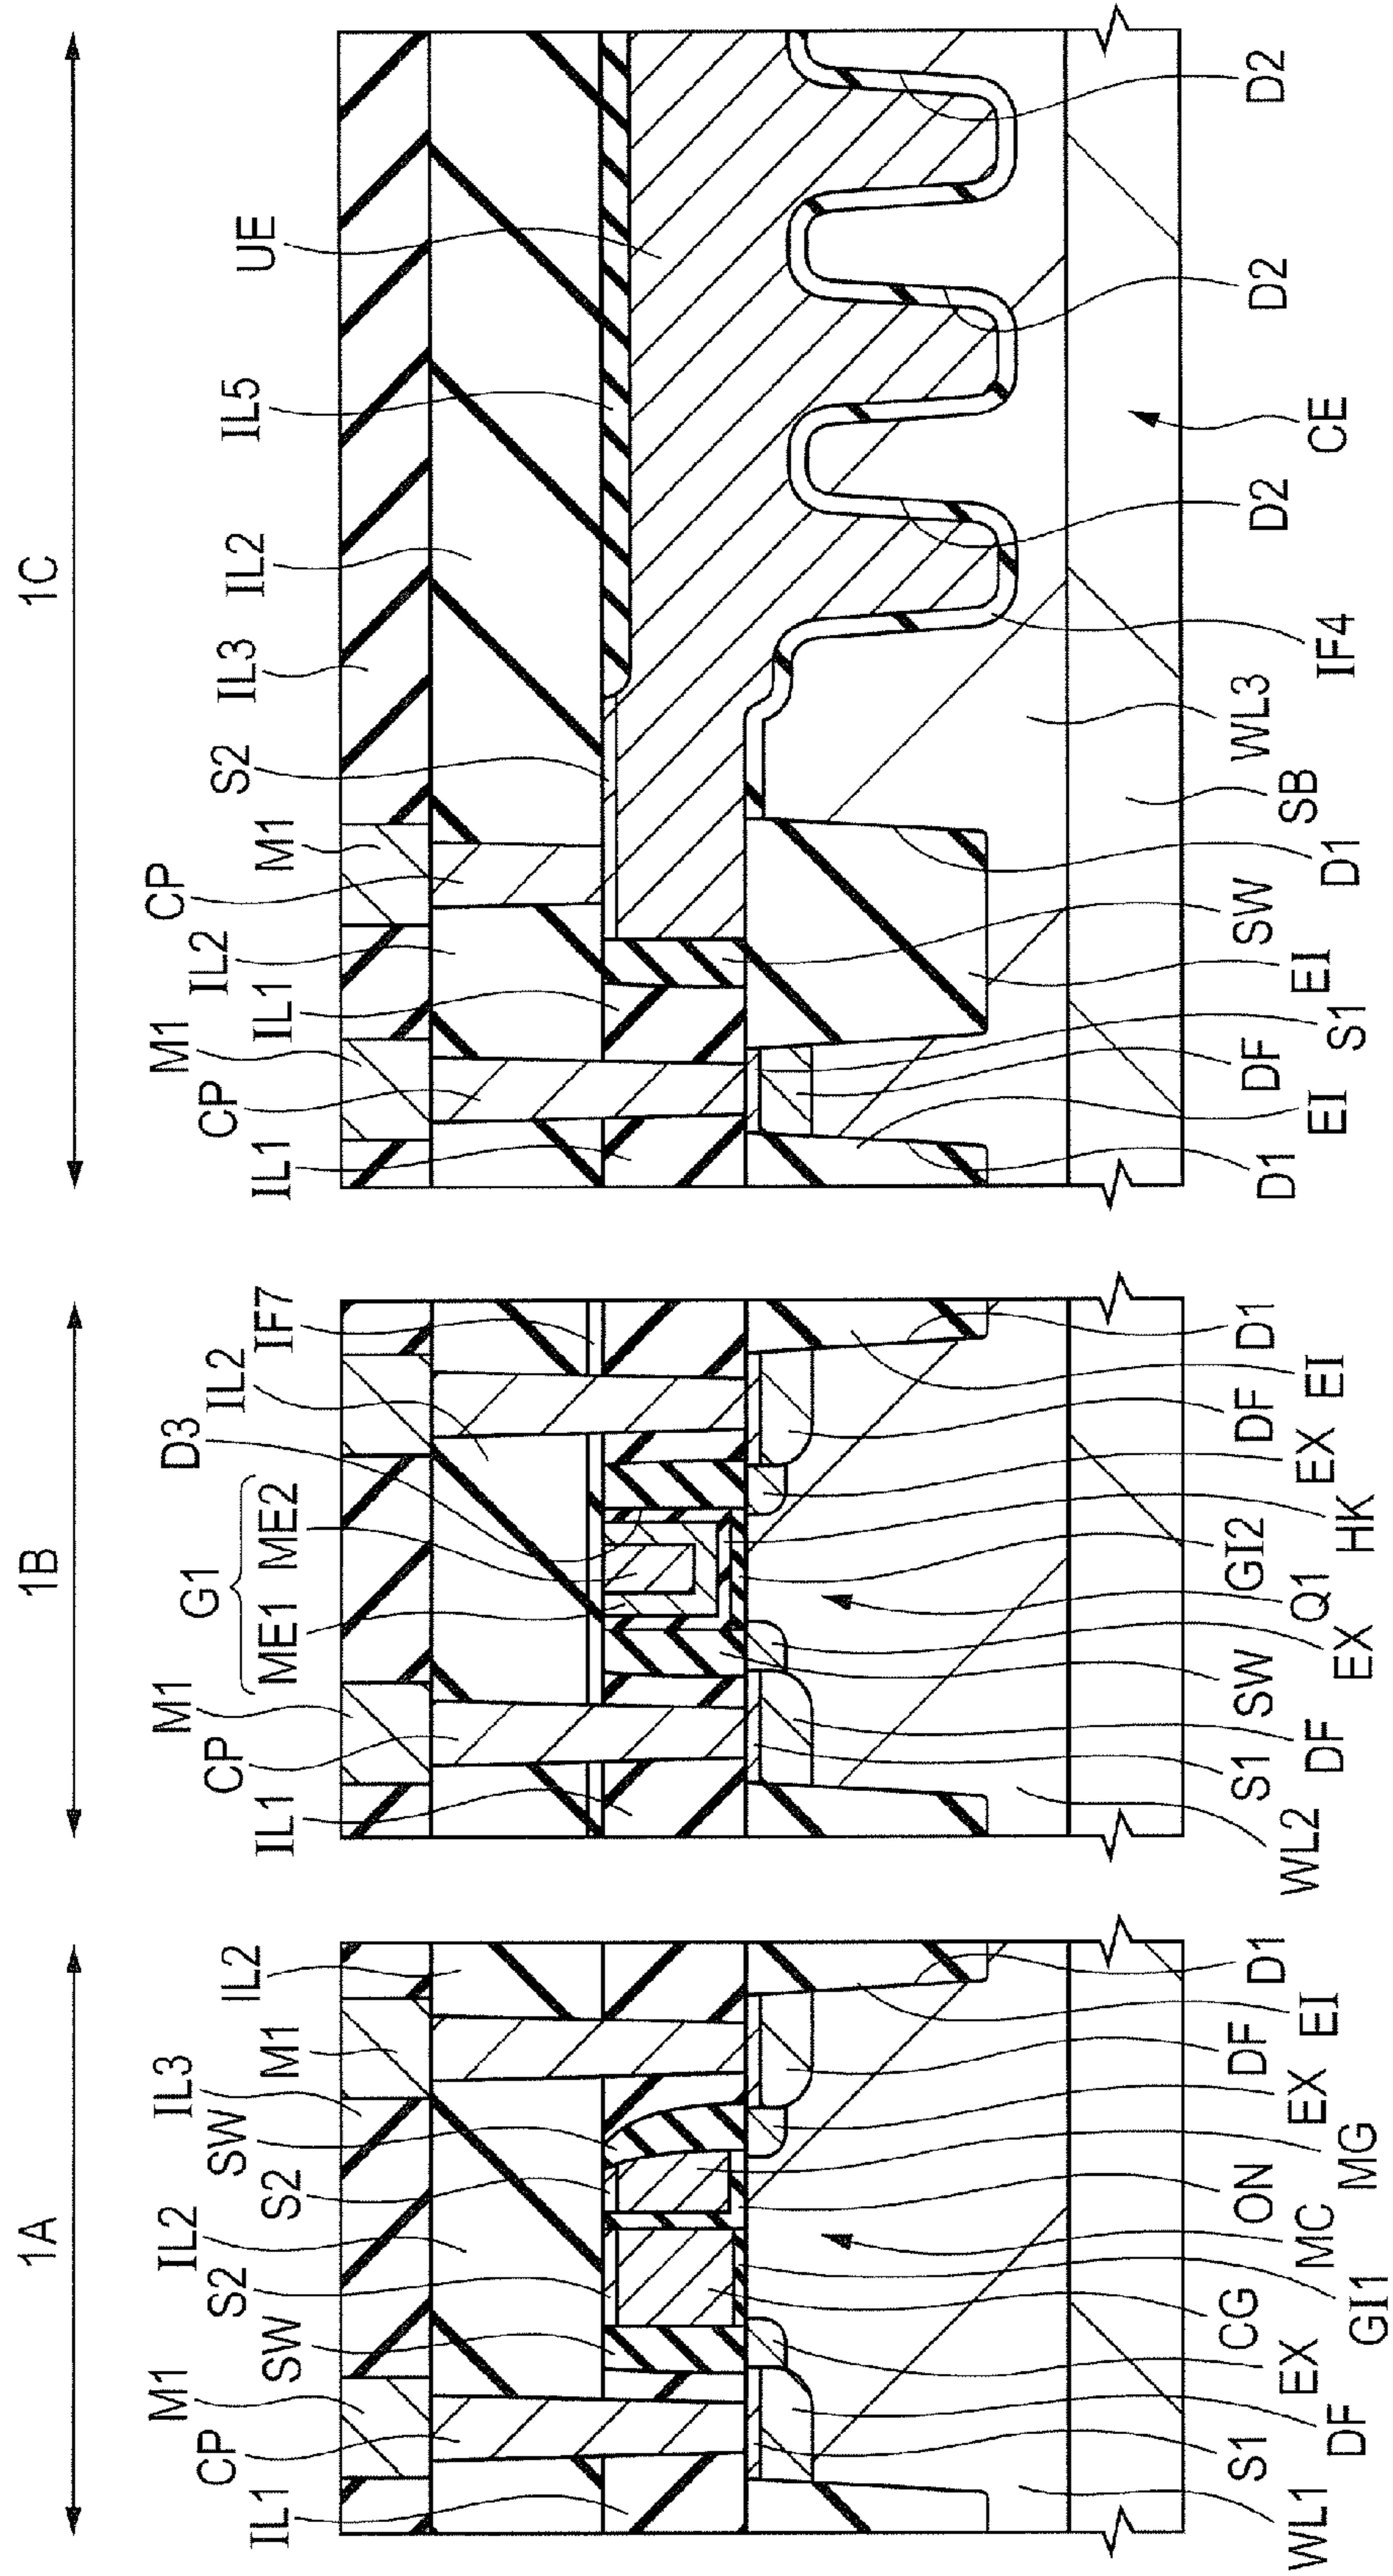 1A
1B
1C
IL1
CP
M1
SW
S2
IL2
S2
SW
IL3
M1
IL2
IL1
CP
M1
G1
ME1 ME2
D3
IL2
IF7
IL1
CP
M1
IL1
IL2
CP
M1
S2
IL3
IL2
IL5
UE
WL1
S1
DF
EX
CG
GI1
MC
ON
MG
EX
DF
EI
D1
WL2
S1
DF
SW
EX
Q1
GI2
HK
EX
DF
EI
D1
D1
EI
DF
S1
EI
SW
D1
SB
WL3
IF4
CE
D2
D2
D2